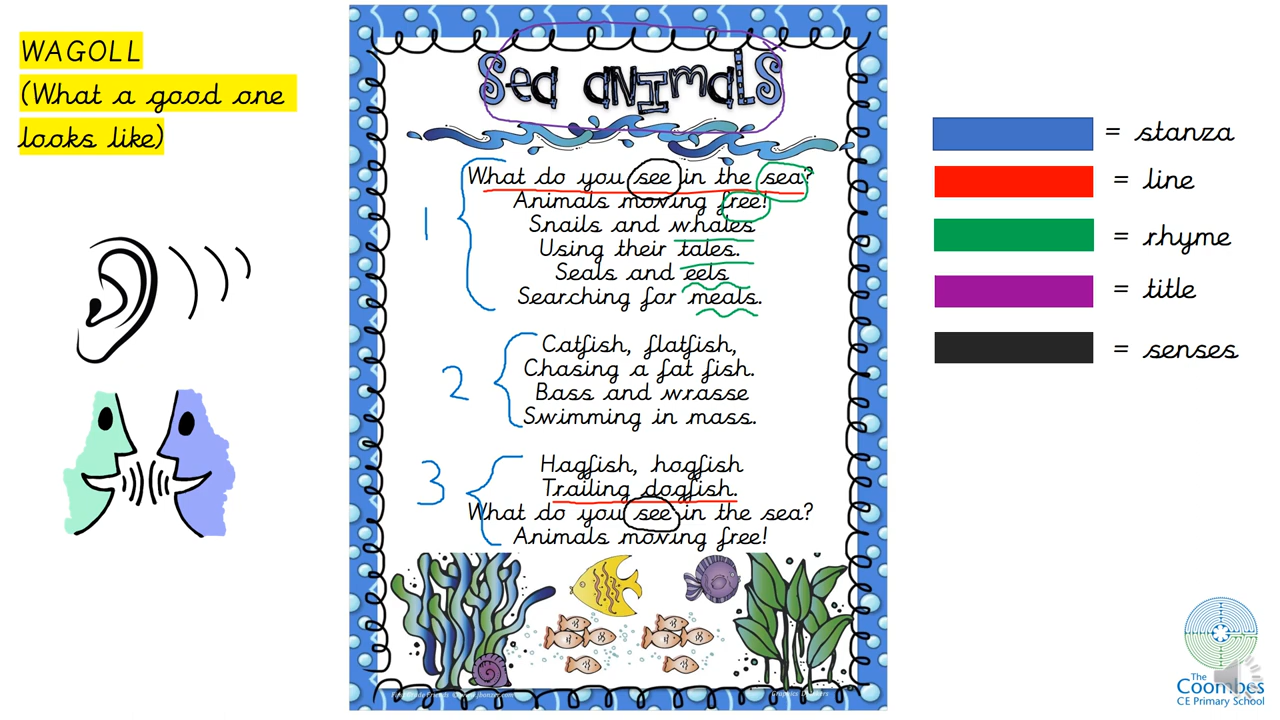 WAGOLL
(What a good one
looks like)
Sea animals
1
What do you see in the sea?
Animals moving free!
Snails and whales
Using their tales.
Seals and eels
Searching for meals.
2
Catfish, flatfish,
Chasing a fat fish.
Bass and wrasse
Swimming in mass.
3
Hagfish, hogfish
Trailing dogfish.
What do you see in the sea?
Animals moving free!
= stanza
= line
= rhyme
= title
= senses
The
Coombes
CE Primary School